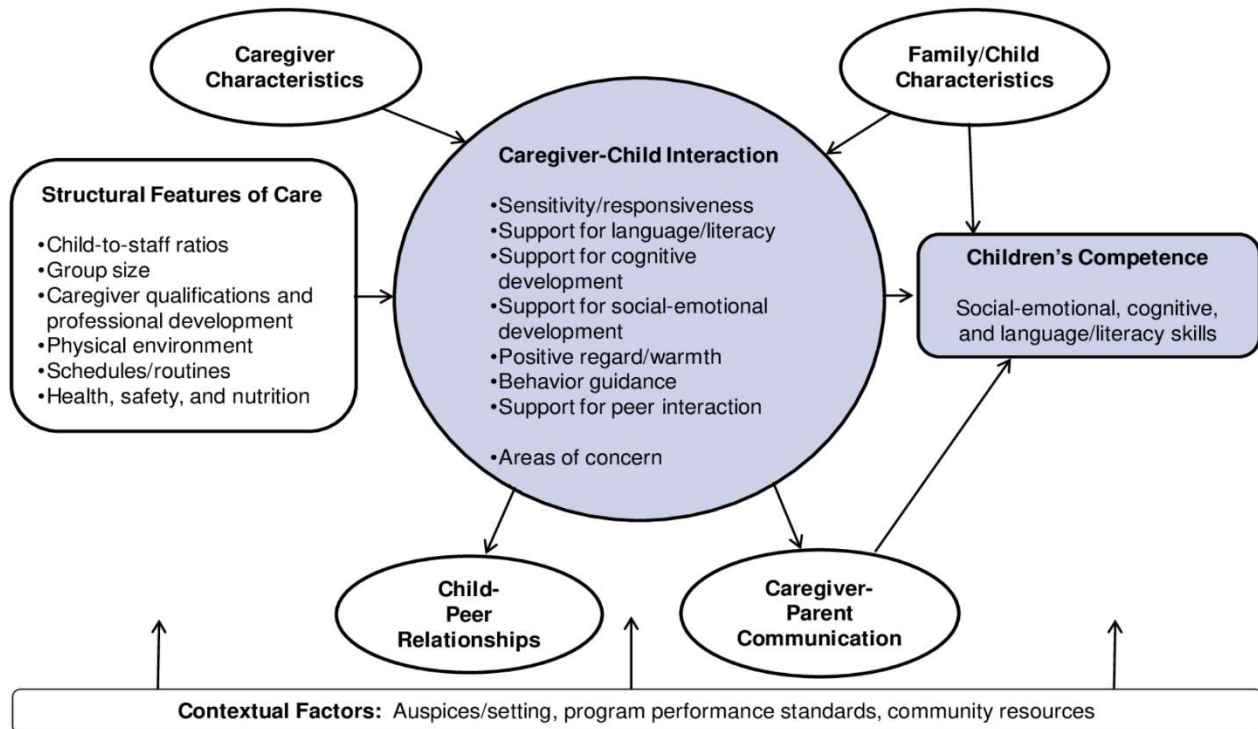 Caregiver
Characteristics
Family/Child
Characteristics
Structural Features of Care
•Child-to-staff ratios
•Group size
•Caregiver qualifications and
professional development
•Physical environment
•Schedules/routines
•Health, safety, and nutrition
Caregiver-Child Interaction
•Sensitivity/responsiveness
•Support for language/literacy
•Support for cognitive
development
•Support for social-emotional
development
•Positive regard/warmth
•Behavior guidance
•Support for peer interaction
•Areas of concern
Children's Competence
Social-emotional, cognitive,
and language/literacy skills
Child-
Peer
Relationships
Caregiver-
Parent
Communication
Contextual Factors: Auspices/setting, program performance standards, community resources